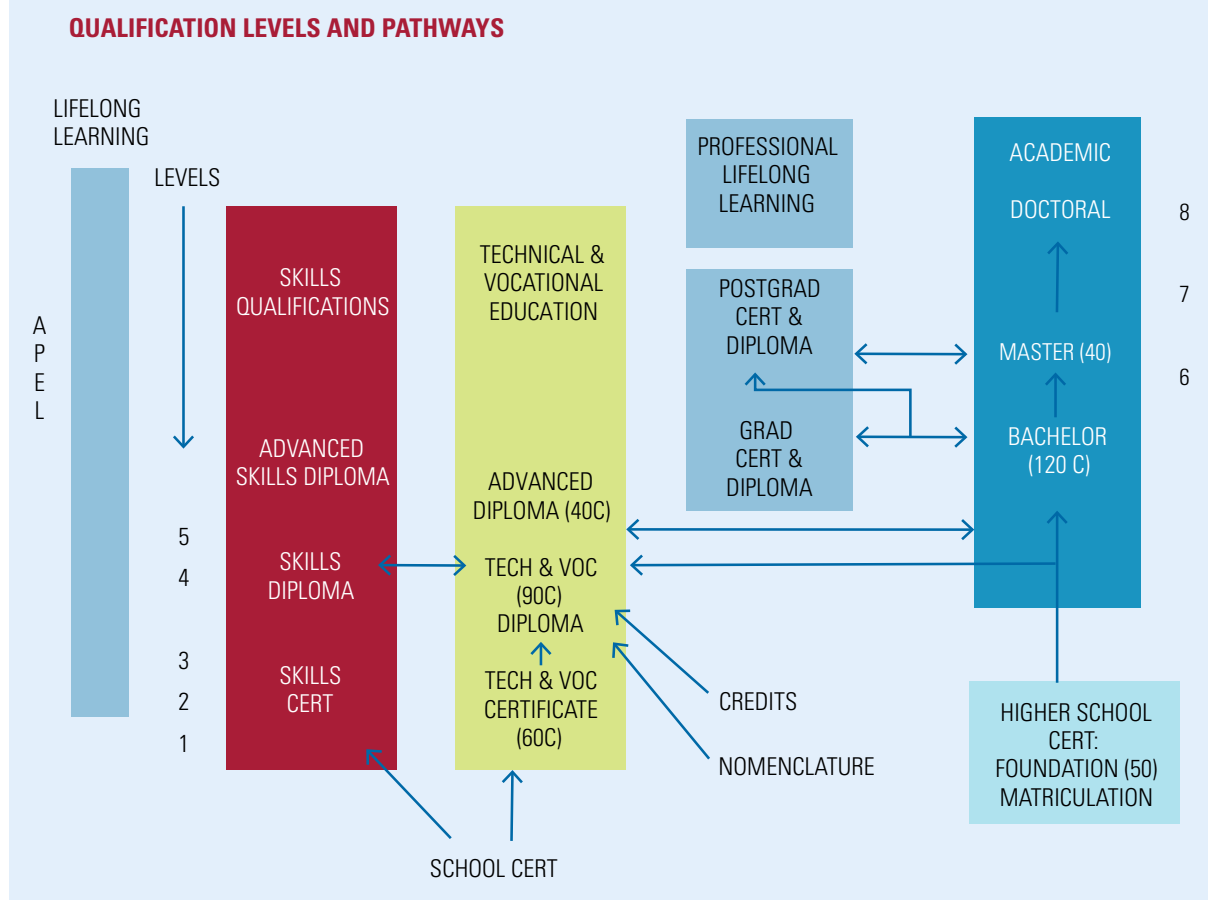 QUALIFICATION LEVELS AND PATHWAYS
LIFELONG
LEARNING
A
P
E
L
LEVELS
5
4
3
2
1
SKILLS
QUALIFICATIONS
ADVANCED
SKILLS DIPLOMA
SKILLS
DIPLOMA
SKILLS
CERT
TECHNICAL &
VOCATIONAL
EDUCATION
ADVANCED
DIPLOMA (40C)
TECH & VOC
(90C)
DIPLOMA
TECH & VOC
CERTIFICATE
(60C)
SCHOOL CERT
CREDITS
NOMENCLATURE
PROFESSIONAL
LIFELONG
LEARNING
POSTGRAD
CERT &
DIPLOMA
GRAD
CERT &
DIPLOMA
ACADEMIC
DOCTORAL
MASTER (40)
BACHELOR
(120 C)
HIGHER SCHOOL
CERT:
FOUNDATION (50)
MATRICULATION
8
7
6